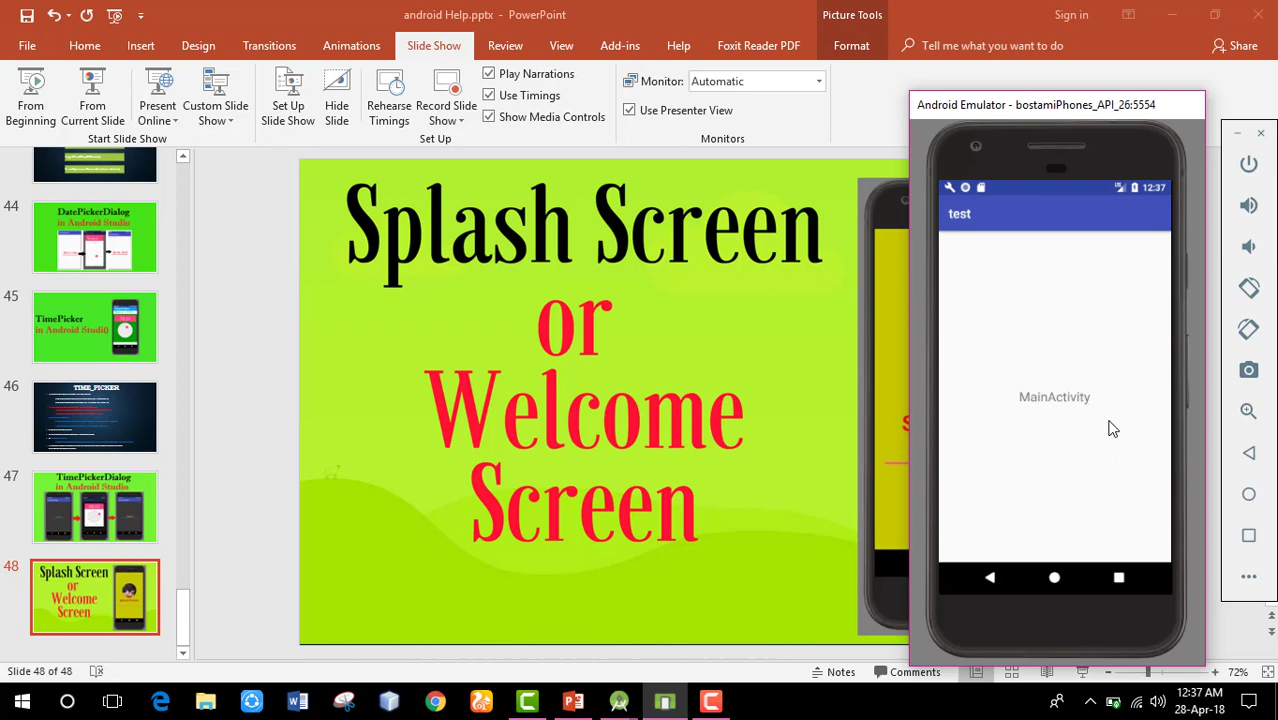 android Help.pptx - PowerPoint
Picture Tools
Sign in
File Home Insert Design Transitions Animations Slide Show Review View Add-ins Help Foxit Reader PDF Format Tell me what you want to do Share
From Beginning
From Current Slide
Present Online
Custom Slide Show
Start Slide Show
Set Up Slide Show
Hide Slide
Rehearse Timings
Record Slide Show
Play Narrations
Use Timings
Show Media Controls
Set Up
Monitor: Automatic
Use Presenter View
Monitors
44
DatePickerDialog
in Android Studio
45
TimePicker
in Android Studi0
46
TIME_PICKER
47
TimePickerDialog
in Android Studio
48
Splash Screen
or
Welcome
Screen
Splash Screen
or
Welcome
Screen
S
Android Emulator - bostamiPhones_API_26:5554
12:37
test
MainActivity
Slide 48 of 48
Notes
Comments
72%
12:37 AM
28-Apr-18